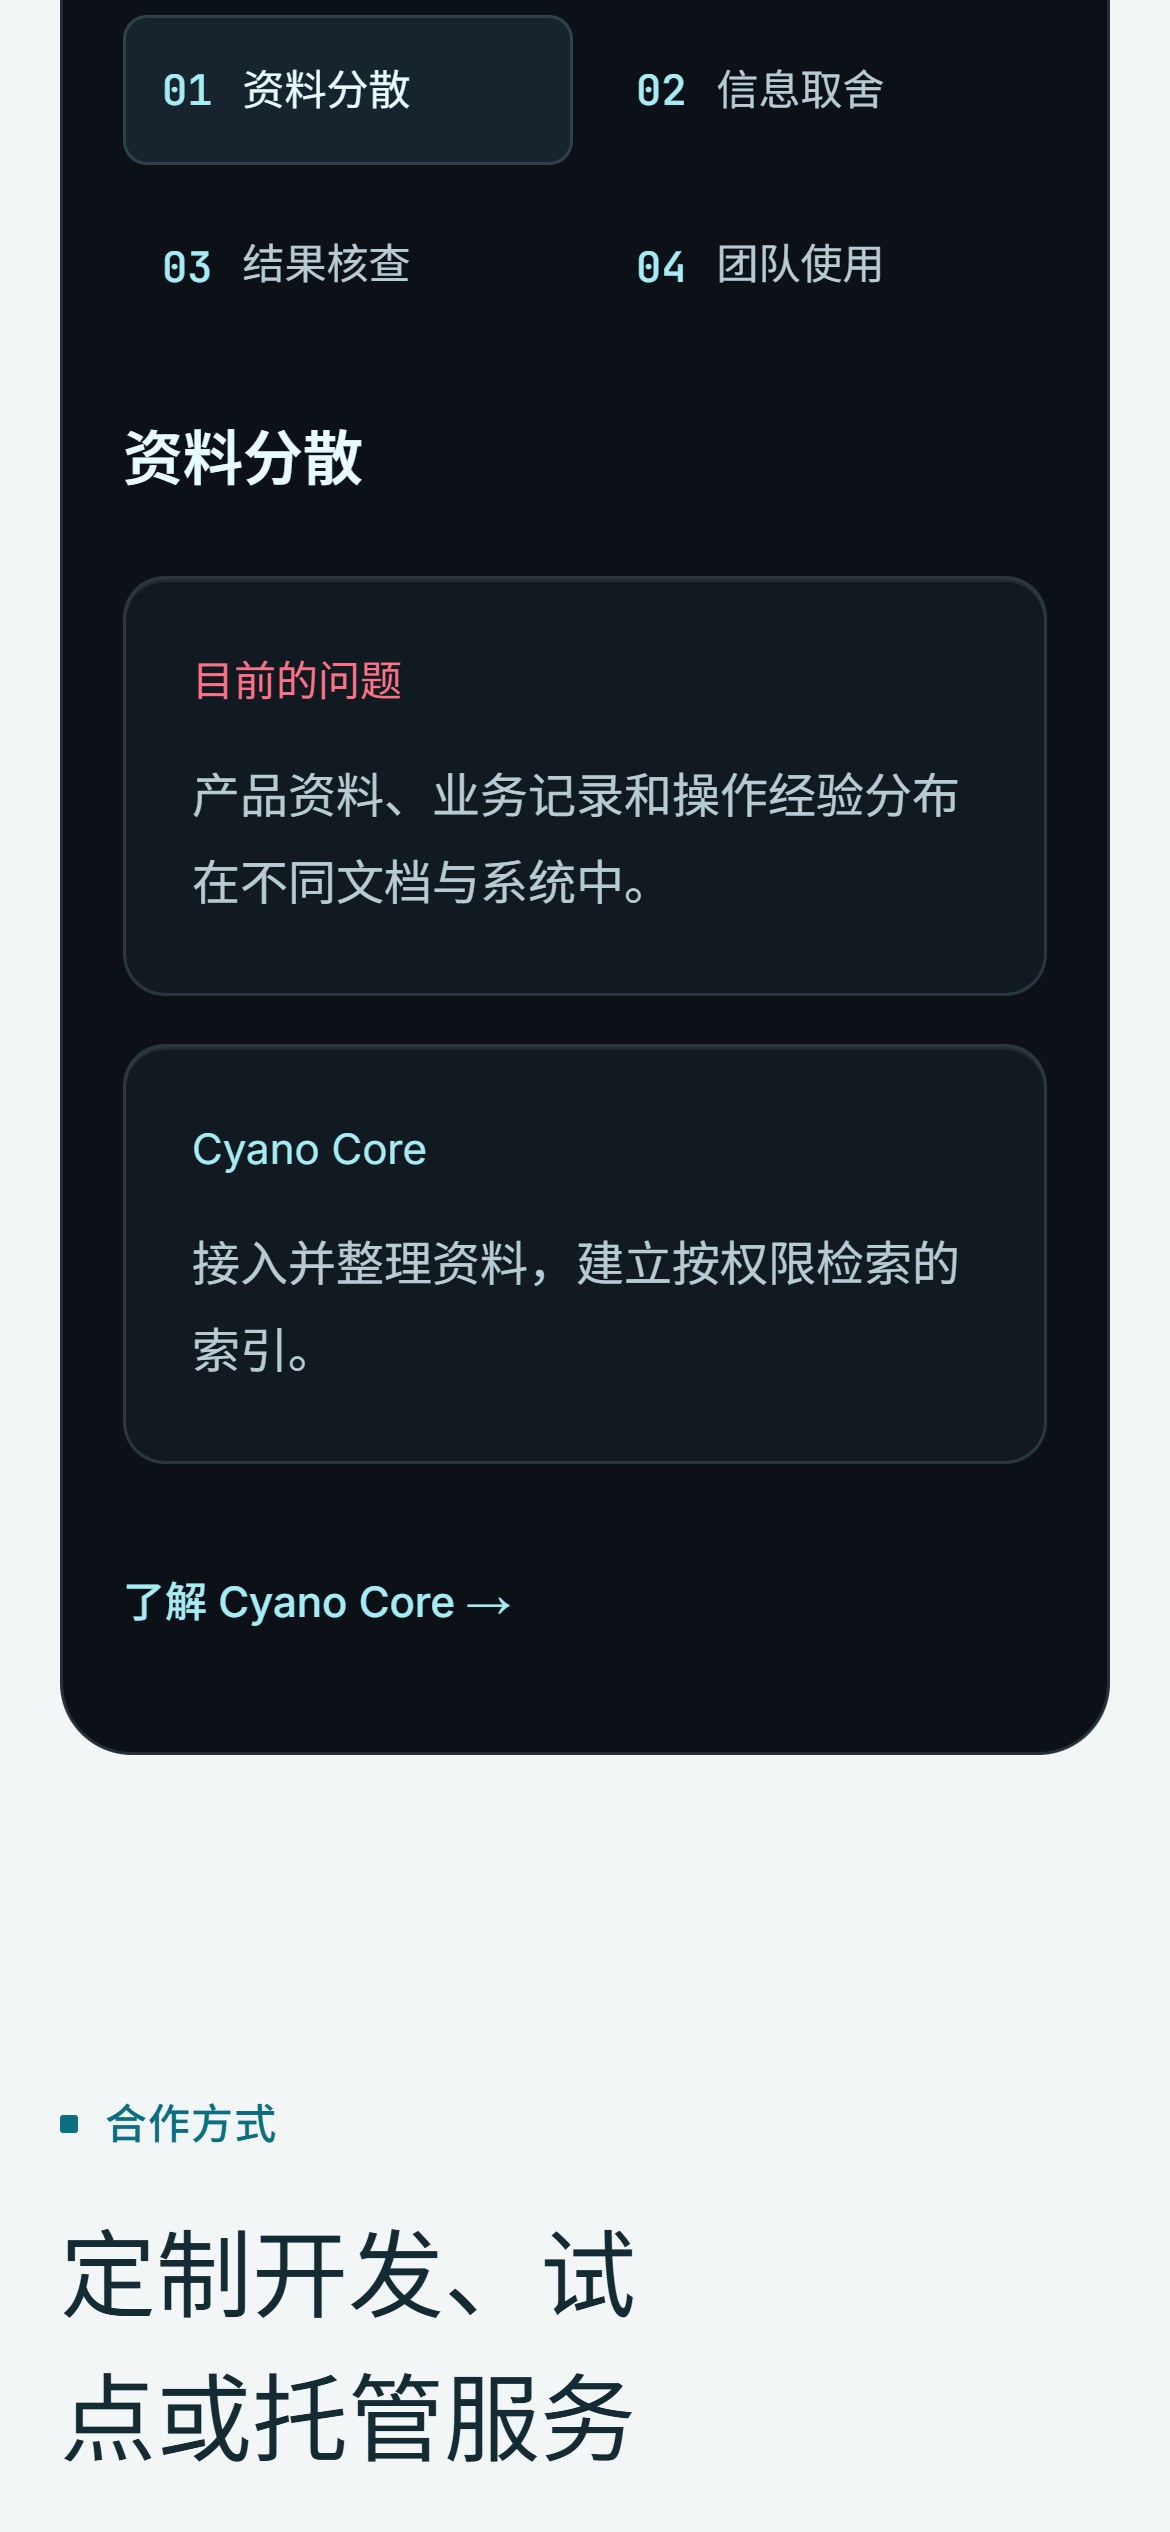 01 资料分散
02 信息取舍
03 结果核查
04 团队使用
资料分散
目前的问题
产品资料、业务记录和操作经验分布
在不同文档与系统中。
Cyano Core
接入并整理资料，建立按权限检索的
索引。
了解 Cyano Core →
合作方式
定制开发、试
点或托管服务